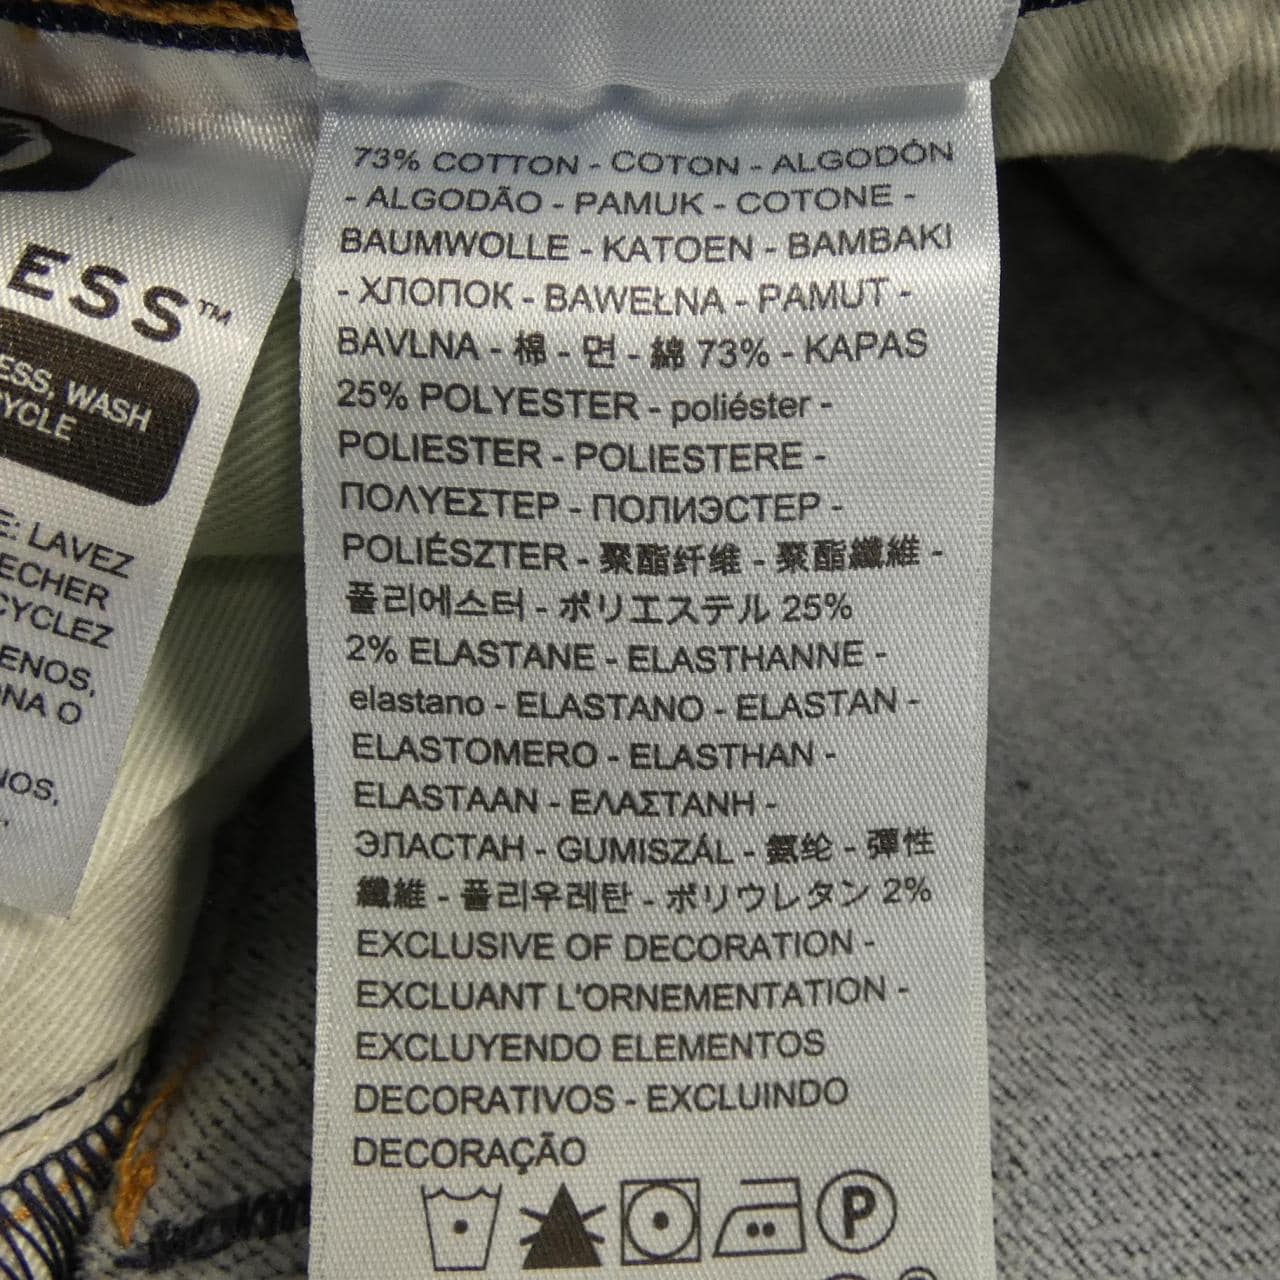 ESS™
ESS, WASH
YCLE
E: LAVEZ
ECHER
CYCLEZ
ENOS,
NA O
NOS,
73% COTTON - COTON - ALGODÓN
- ALGODÃO - PAMUK - COTONE -
BAUMWOLLE - KATOEN - BAMBAKI
- ХЛОПОК - BAWEŁNA - PAMUT -
BAVLNA - 棉 - 면 - 綿 73% - KAPAS
25% POLYESTER - poliéster -
POLIESTER - POLIESTERE -
ΠΟΛΥΕΣΤΕΡ - ПОЛИЭСТЕР -
POLIÉSZTER - 聚酯纤维 - 聚酯纖維 -
폴리에스터 - ポリエステル 25%
2% ELASTANE - ELASTHANNE -
elastano - ELASTANO - ELASTAN -
ELASTOMERO - ELASTHAN -
ELASTAAN - ΕΛΑΣΤΑΝΗ -
ЭЛАСТАН - GUMISZÁL - 氨纶 - 彈性
纖維 - 폴리우레탄 - ポリウレタン 2%
EXCLUSIVE OF DECORATION -
EXCLUANT L'ORNEMENTATION -
EXCLUYENDO ELEMENTOS
DECORATIVOS - EXCLUINDO
DECORAÇÃO
P